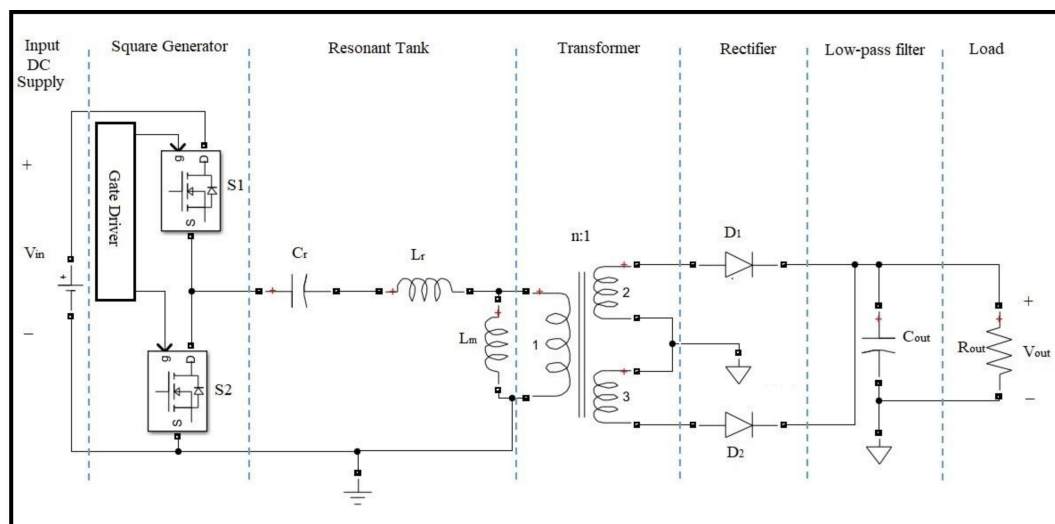 Input DC Supply
Square Generator
Resonant Tank
Transformer
Rectifier
Low-pass filter
Load
+
Vin
+
−
Gate Driver
g
D
S
S1
g
D
S
S2
+
Cr
+
Lr
+
Lm
n:1
+
1
+
2
+
3
D1
D2
+
Cout
+
Rout
+
Vout
−